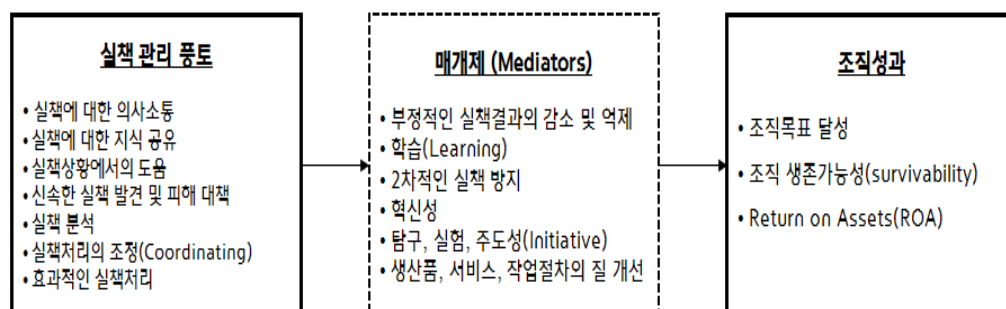 실책 관리 풍토
• 실책에 대한 의사소통
• 실책에 대한 지식 공유
• 실책상황에서의 도움
• 신속한 실책 발견 및 피해 대책
• 실책 분석
• 실책처리의 조정(Coordinating)
• 효과적인 실책처리
매개제 (Mediators)
• 부정적인 실책결과의 감소 및 억제
• 학습(Learning)
• 2차적인 실책 방지
• 혁신성
• 탐구, 실험, 주도성(Initiative)
• 생산품, 서비스, 작업절차의 질 개선
조직성과
• 조직목표 달성
• 조직 생존가능성(survivability)
• Return on Assets(ROA)